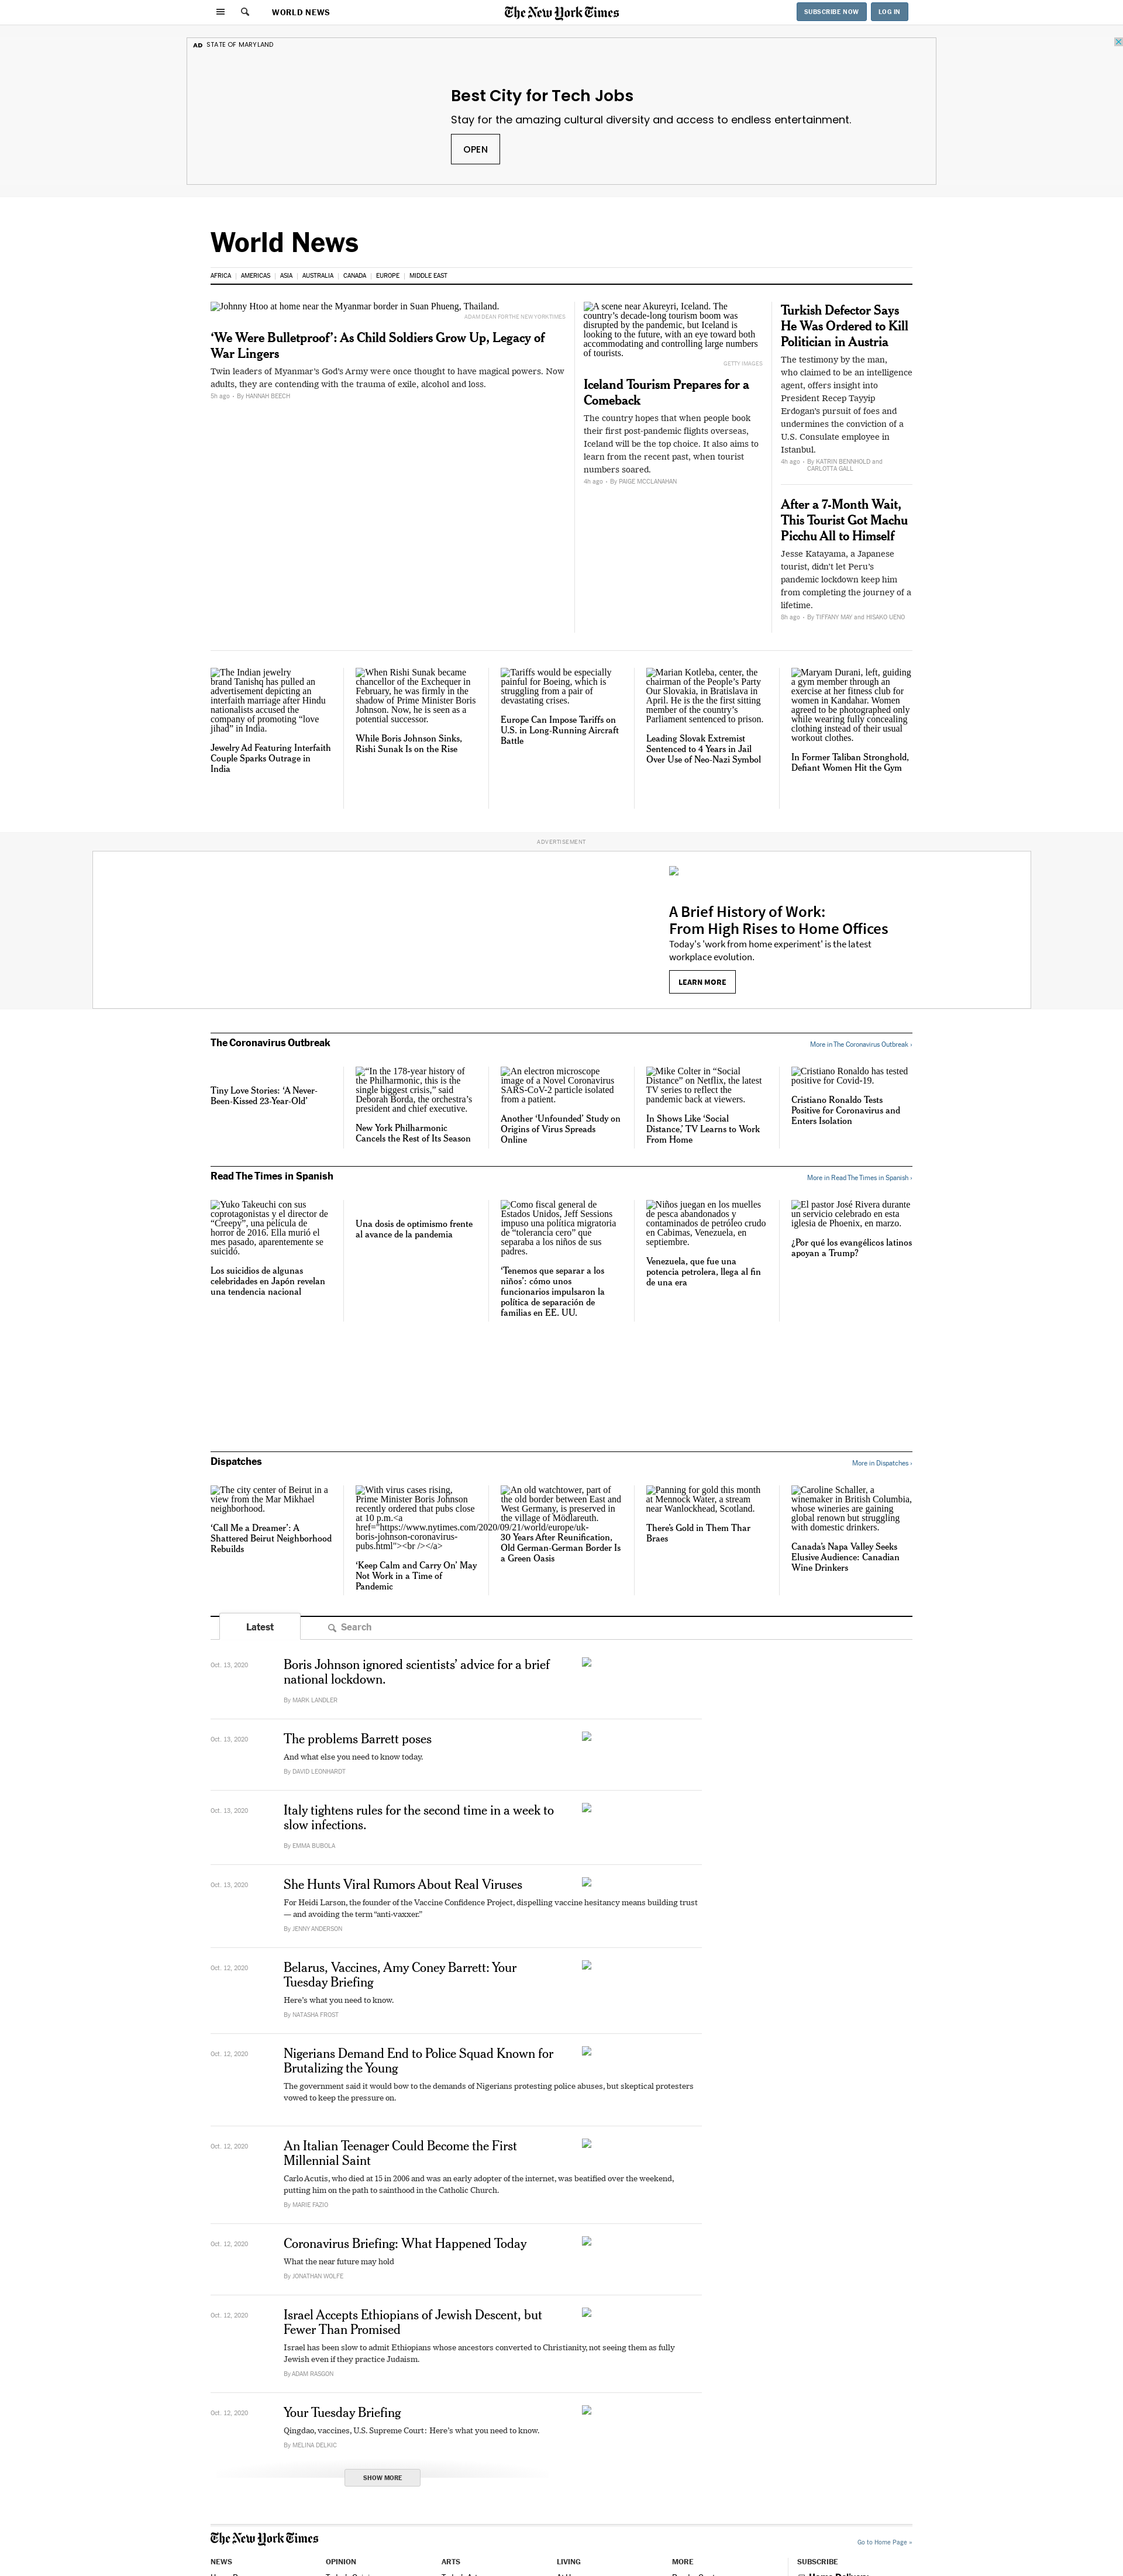 WORLD NEWS
The New York Times
SUBSCRIBE NOW
LOG IN
AD STATE OF MARYLAND
Best City for Tech Jobs
Stay for the amazing cultural diversity and access to endless entertainment.
OPEN
World News
AFRICA
AMERICAS
ASIA
AUSTRALIA
CANADA
EUROPE
MIDDLE EAST
Johnny Htoo at home near the Myanmar border in Suan Phueng, Thailand.
ADAM DEAN FOR THE NEW YORK TIMES
‘We Were Bulletproof’: As Child Soldiers Grow Up, Legacy of
War Lingers
Twin leaders of Myanmar’s God’s Army were once thought to have magical powers. Now
adults, they are contending with the trauma of exile, alcohol and loss.
5h ago • By HANNAH BEECH
A scene near Akureyri, Iceland. The
country’s decade-long tourism boom was
disrupted by the pandemic, but Iceland is
looking to the future, with an eye toward both
accommodating and controlling large numbers
of tourists.
GETTY IMAGES
Iceland Tourism Prepares for a
Comeback
The country hopes that when people book
their first post-pandemic flights overseas,
Iceland will be the top choice. It also aims to
learn from the recent past, when tourist
numbers soared.
4h ago • By PAIGE MCCLANAHAN
Turkish Defector Says
He Was Ordered to Kill
Politician in Austria
The testimony by the man,
who claimed to be an intelligence
agent, offers insight into
President Recep Tayyip
Erdogan’s pursuit of foes and
undermines the conviction of a
U.S. Consulate employee in
Istanbul.
4h ago • By KATRIN BENNHOLD and
CARLOTTA GALL
After a 7-Month Wait,
This Tourist Got Machu
Picchu All to Himself
Jesse Katayama, a Japanese
tourist, didn’t let Peru’s
pandemic lockdown keep him
from completing the journey of a
lifetime.
8h ago • By TIFFANY MAY and HISAKO UENO
The Indian jewelry
brand Tanishq has pulled an
advertisement depicting an
interfaith marriage after Hindu
nationalists accused the
company of promoting “love
jihad” in India.
Jewelry Ad Featuring Interfaith
Couple Sparks Outrage in
India
When Rishi Sunak became
chancellor of the Exchequer in
February, he was firmly in the
shadow of Prime Minister Boris
Johnson. Now, he is seen as a
potential successor.
While Boris Johnson Sinks,
Rishi Sunak Is on the Rise
Tariffs would be especially
painful for Boeing, which is
struggling from a pair of
devastating crises.
Europe Can Impose Tariffs on
U.S. in Long-Running Aircraft
Battle
Marian Kotleba, center, the
chairman of the People’s Party
Our Slovakia, in Bratislava in
April. He is the the first sitting
member of the country’s
Parliament sentenced to prison.
Leading Slovak Extremist
Sentenced to 4 Years in Jail
Over Use of Neo-Nazi Symbol
Maryam Durani, left, guiding
a gym member through an
exercise at her fitness club for
women in Kandahar. Women
agreed to be photographed only
while wearing fully concealing
clothing instead of their usual
workout clothes.
In Former Taliban Stronghold,
Defiant Women Hit the Gym
ADVERTISEMENT
A Brief History of Work:
From High Rises to Home Offices
Today's 'work from home experiment' is the latest
workplace evolution.
LEARN MORE
The Coronavirus Outbreak
More in The Coronavirus Outbreak ›
Tiny Love Stories: ‘A Never-
Been-Kissed 23-Year-Old’
“In the 178-year history of
the Philharmonic, this is the
single biggest crisis,” said
Deborah Borda, the orchestra’s
president and chief executive.
New York Philharmonic
Cancels the Rest of Its Season
An electron microscope
image of a Novel Coronavirus
SARS-CoV-2 particle isolated
from a patient.
Another ‘Unfounded’ Study on
Origins of Virus Spreads
Online
Mike Colter in “Social
Distance” on Netflix, the latest
TV series to reflect the
pandemic back at viewers.
In Shows Like ‘Social
Distance,’ TV Learns to Work
From Home
Cristiano Ronaldo has tested
positive for Covid-19.
Cristiano Ronaldo Tests
Positive for Coronavirus and
Enters Isolation
Read The Times in Spanish
More in Read The Times in Spanish ›
Yuko Takeuchi con sus
coprotagonistas y el director de
“Creepy”, una película de
horror de 2016. Ella murió el
mes pasado, aparentemente se
suicidó.
Los suicidios de algunas
celebridades en Japón revelan
una tendencia nacional
Una dosis de optimismo frente
al avance de la pandemia
Como fiscal general de
Estados Unidos, Jeff Sessions
impuso una política migratoria
de “tolerancia cero” que
separaba a los niños de sus
padres.
‘Tenemos que separar a los
niños’: cómo unos
funcionarios impulsaron la
política de separación de
familias en EE. UU.
Niños juegan en los muelles
de pesca abandonados y
contaminados de petróleo crudo
en Cabimas, Venezuela, en
septiembre.
Venezuela, que fue una
potencia petrolera, llega al fin
de una era
El pastor José Rivera durante
un servicio celebrado en esta
iglesia de Phoenix, en marzo.
¿Por qué los evangélicos latinos
apoyan a Trump?
Dispatches
More in Dispatches ›
The city center of Beirut in a
view from the Mar Mikhael
neighborhood.
‘Call Me a Dreamer’: A
Shattered Beirut Neighborhood
Rebuilds
With virus cases rising,
Prime Minister Boris Johnson
recently ordered that pubs close
at 10 p.m.<a
href="https://www.nytimes.com/2020/09/21/world/europe/uk-
boris-johnson-coronavirus-
pubs.html"><br /></a>
‘Keep Calm and Carry On’ May
Not Work in a Time of
Pandemic
An old watchtower, part of
the old border between East and
West Germany, is preserved in
the village of Mödlareuth.
30 Years After Reunification,
Old German-German Border Is
a Green Oasis
Panning for gold this month
at Mennock Water, a stream
near Wanlockhead, Scotland.
There’s Gold in Them Thar
Braes
Caroline Schaller, a
winemaker in British Columbia,
whose wineries are gaining
global renown but struggling
with domestic drinkers.
Canada’s Napa Valley Seeks
Elusive Audience: Canadian
Wine Drinkers
Latest
Search
Oct. 13, 2020
Boris Johnson ignored scientists’ advice for a brief
national lockdown.
By MARK LANDLER
Oct. 13, 2020
The problems Barrett poses
And what else you need to know today.
By DAVID LEONHARDT
Oct. 13, 2020
Italy tightens rules for the second time in a week to
slow infections.
By EMMA BUBOLA
Oct. 13, 2020
She Hunts Viral Rumors About Real Viruses
For Heidi Larson, the founder of the Vaccine Confidence Project, dispelling vaccine hesitancy means building trust
— and avoiding the term “anti-vaxxer.”
By JENNY ANDERSON
Oct. 12, 2020
Belarus, Vaccines, Amy Coney Barrett: Your
Tuesday Briefing
Here’s what you need to know.
By NATASHA FROST
Oct. 12, 2020
Nigerians Demand End to Police Squad Known for
Brutalizing the Young
The government said it would bow to the demands of Nigerians protesting police abuses, but skeptical protesters
vowed to keep the pressure on.
Oct. 12, 2020
An Italian Teenager Could Become the First
Millennial Saint
Carlo Acutis, who died at 15 in 2006 and was an early adopter of the internet, was beatified over the weekend,
putting him on the path to sainthood in the Catholic Church.
By MARIE FAZIO
Oct. 12, 2020
Coronavirus Briefing: What Happened Today
What the near future may hold
By JONATHAN WOLFE
Oct. 12, 2020
Israel Accepts Ethiopians of Jewish Descent, but
Fewer Than Promised
Israel has been slow to admit Ethiopians whose ancestors converted to Christianity, not seeing them as fully
Jewish even if they practice Judaism.
By ADAM RASGON
Oct. 12, 2020
Your Tuesday Briefing
Qingdao, vaccines, U.S. Supreme Court: Here’s what you need to know.
By MELINA DELKIC
SHOW MORE
The New York Times
Go to Home Page »
NEWS
OPINION
ARTS
LIVING
MORE
SUBSCRIBE